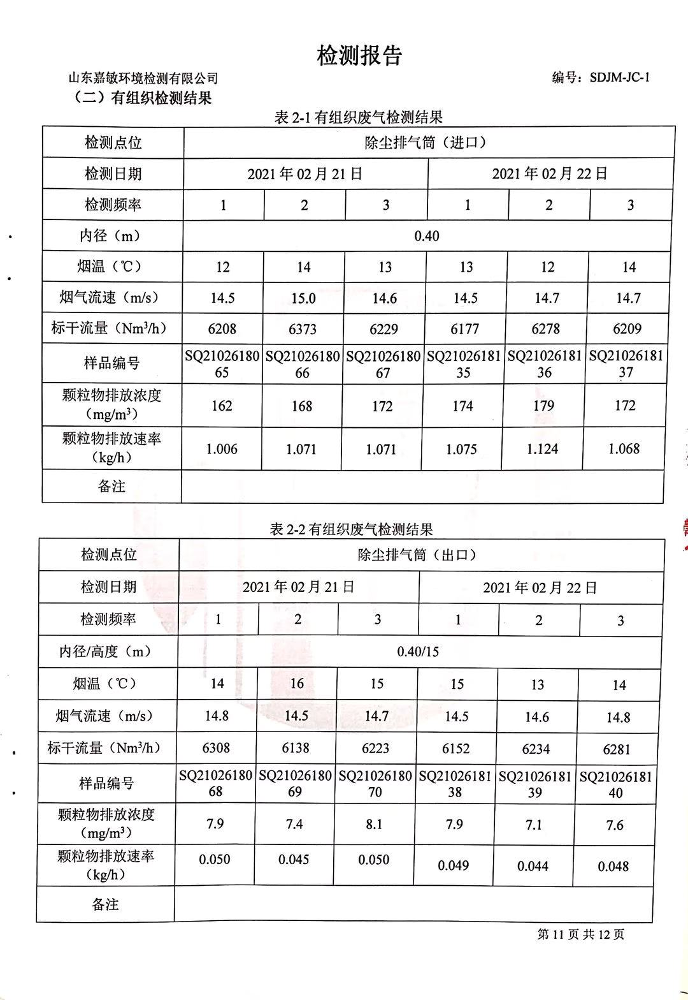 检测报告
山东嘉敏环境检测有限公司 编号：SDJM-JC-1
（二）有组织检测结果
表 2-1 有组织废气检测结果
检测点位 除尘排气筒（进口）
检测日期 2021 年 02 月 21 日 2021 年 02 月 22 日
检测频率 1 2 3 1 2 3
内径（m） 0.40
烟温（℃） 12 14 13 13 12 14
烟气流速（m/s） 14.5 15.0 14.6 14.5 14.7 14.7
标干流量（Nm³/h） 6208 6373 6229 6177 6278 6209
样品编号 SQ2102618065 SQ2102618066 SQ2102618067 SQ2102618135 SQ2102618136 SQ2102618137
颗粒物排放浓度（mg/m³） 162 168 172 174 179 172
颗粒物排放速率（kg/h） 1.006 1.071 1.071 1.075 1.124 1.068
备注
表 2-2 有组织废气检测结果
检测点位 除尘排气筒（出口）
检测日期 2021 年 02 月 21 日 2021 年 02 月 22 日
检测频率 1 2 3 1 2 3
内径/高度（m） 0.40/15
烟温（℃） 14 16 15 15 13 14
烟气流速（m/s） 14.8 14.5 14.7 14.5 14.6 14.8
标干流量（Nm³/h） 6308 6138 6223 6152 6234 6281
样品编号 SQ2102618068 SQ2102618069 SQ2102618070 SQ2102618138 SQ2102618139 SQ2102618140
颗粒物排放浓度（mg/m³） 7.9 7.4 8.1 7.9 7.1 7.6
颗粒物排放速率（kg/h） 0.050 0.045 0.050 0.049 0.044 0.048
备注
第 11 页 共 12 页